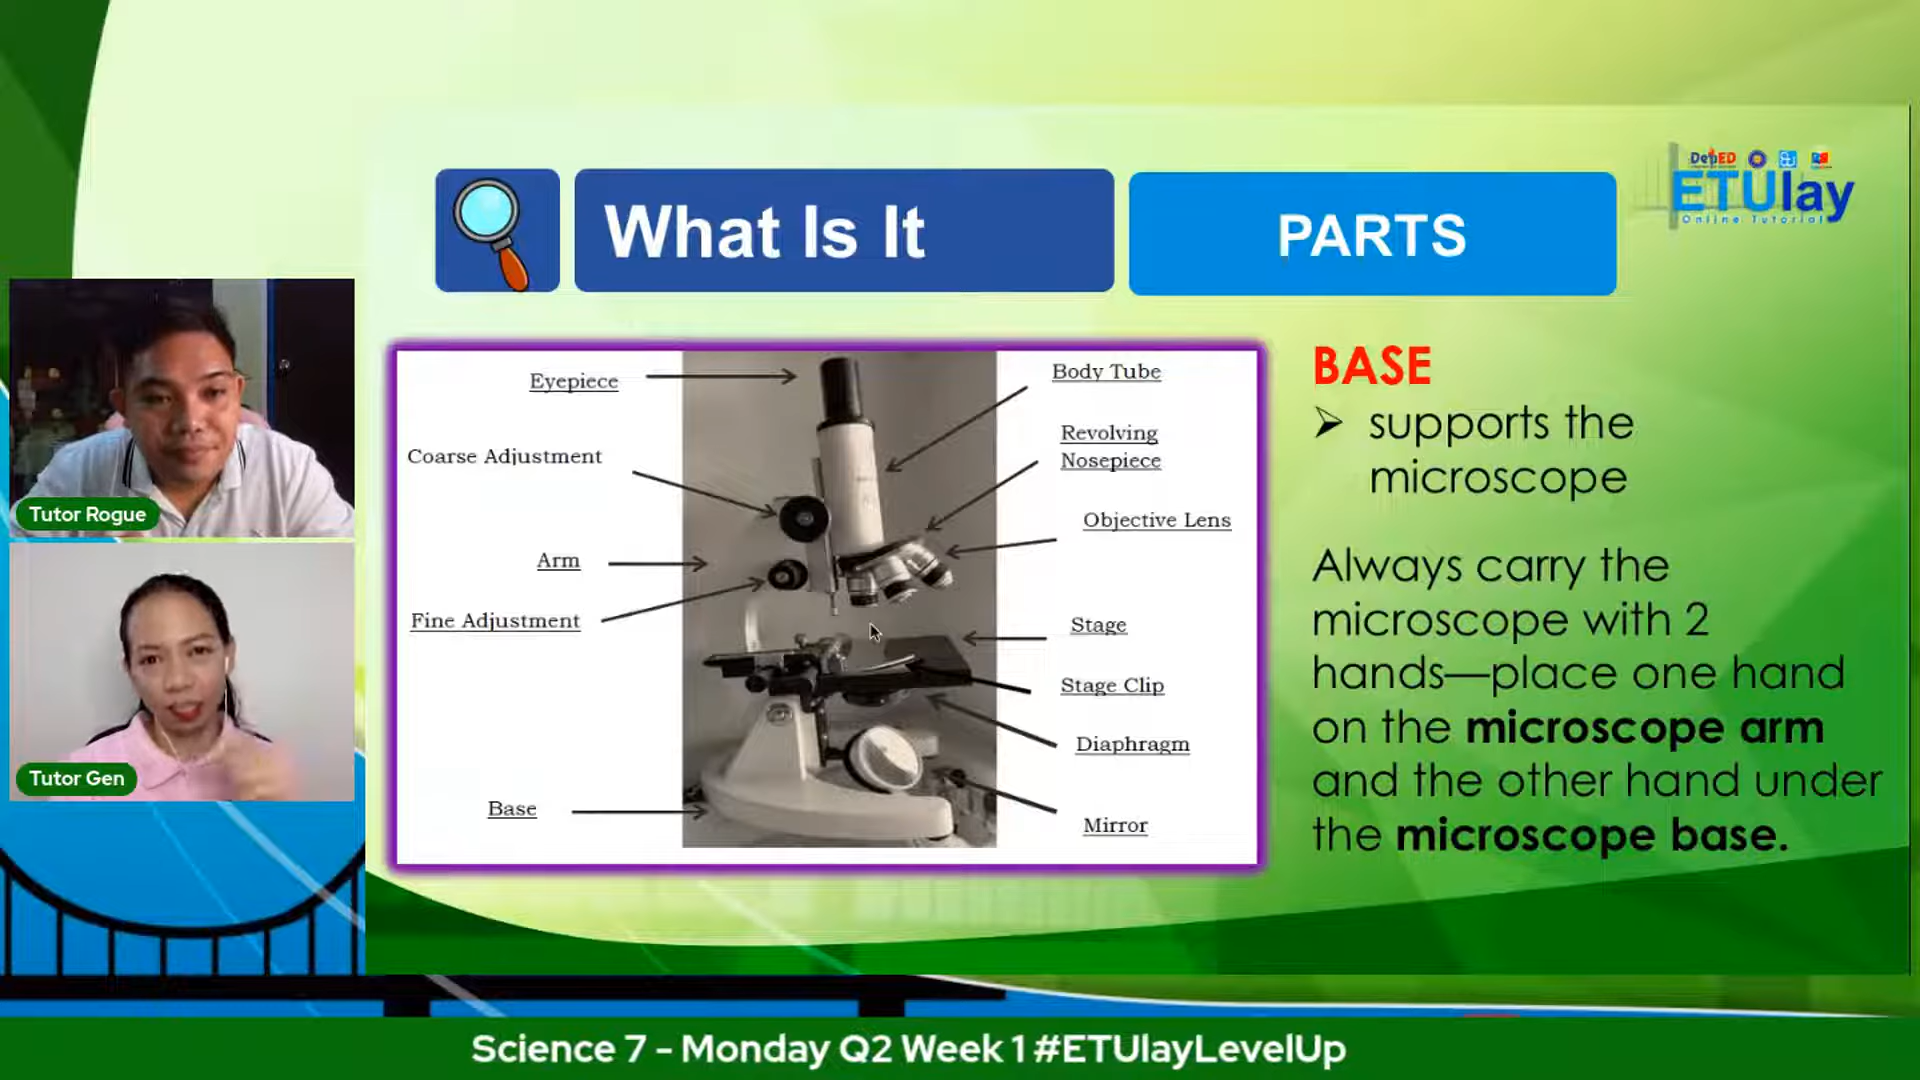 DepED
ETUlay
Online Tutorial
What Is It
PARTS
Eyepiece
Coarse Adjustment
Arm
Fine Adjustment
Base
Body Tube
Revolving
Nosepiece
Objective Lens
Stage
Stage Clip
Diaphragm
Mirror
BASE
➢ supports the
microscope
Always carry the
microscope with 2
hands—place one hand
on the microscope arm
and the other hand under
the microscope base.
Tutor Rogue
Tutor Gen
Science 7 - Monday Q2 Week 1 #ETUlayLevelUp